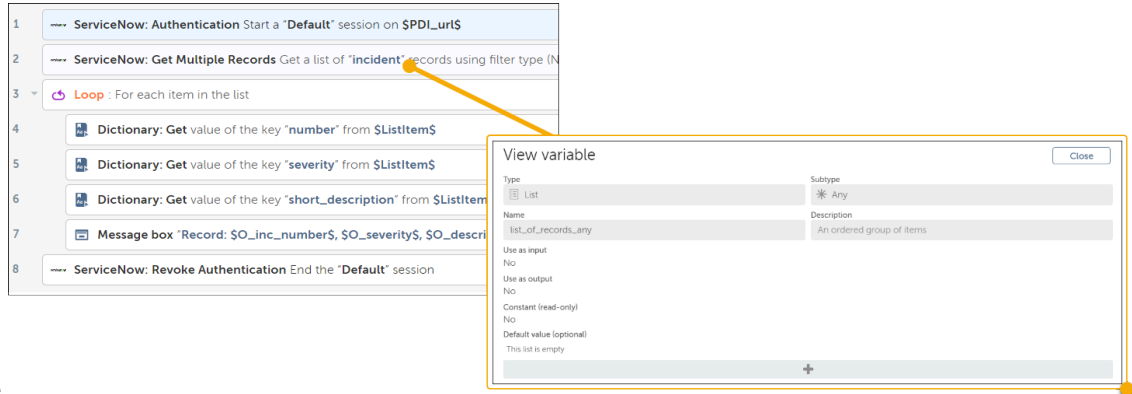 1 ServiceNow: Authentication Start a "Default" session on $PDI_url$
2 ServiceNow: Get Multiple Records Get a list of "incident" records using filter type (N
3 Loop : For each item in the list
4 Dictionary: Get value of the key "number" from $ListItem$
5 Dictionary: Get value of the key "severity" from $ListItem$
6 Dictionary: Get value of the key "short_description" from $ListItem
7 Message box "Record: $O_inc_number$, $O_severity$, $O_descri
8 ServiceNow: Revoke Authentication End the "Default" session
View variable
Close
Type
Subtype
List
Any
Name
Description
list_of_records_any
An ordered group of items
Use as input
No
Use as output
No
Constant (read-only)
No
Default value (optional)
This list is empty